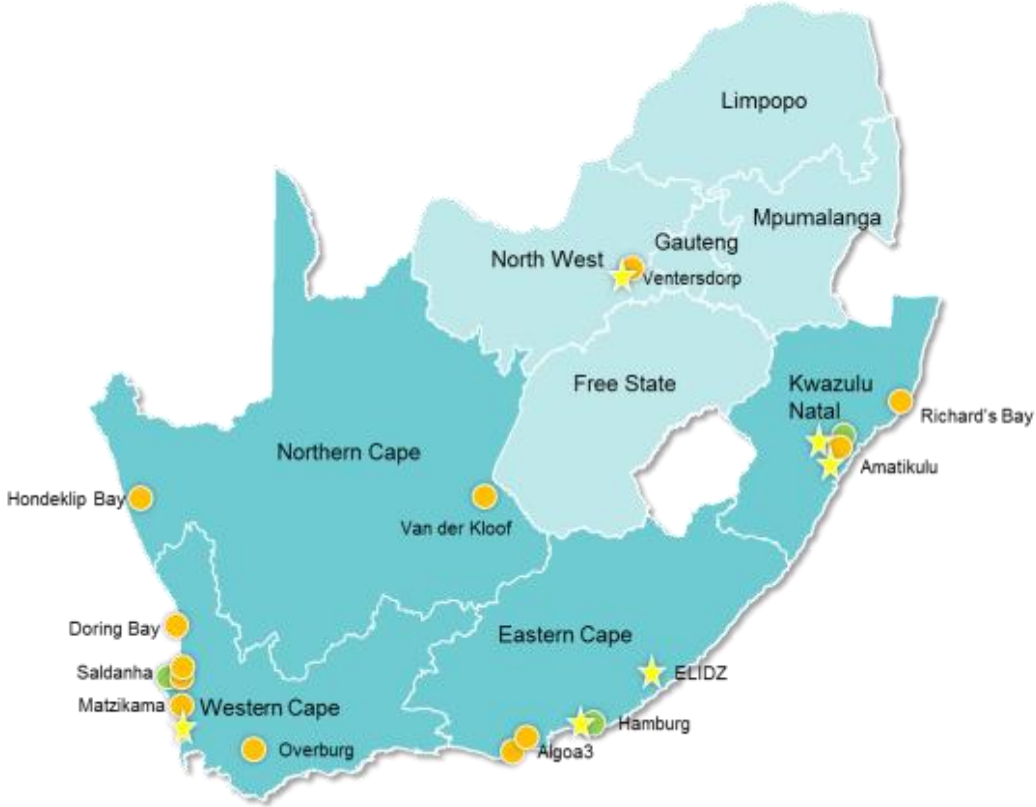 Limpopo
Mpumalanga
Gauteng
North West
Ventersdorp
Free State
Kwazulu
Natal
Richard's Bay
Northern Cape
Amatikulu
Hondeklip Bay
Van der Kloof
Doring Bay
Eastern Cape
Saldanha
ELIDZ
Matzikama
Western Cape
Hamburg
Overburg
Algoa3